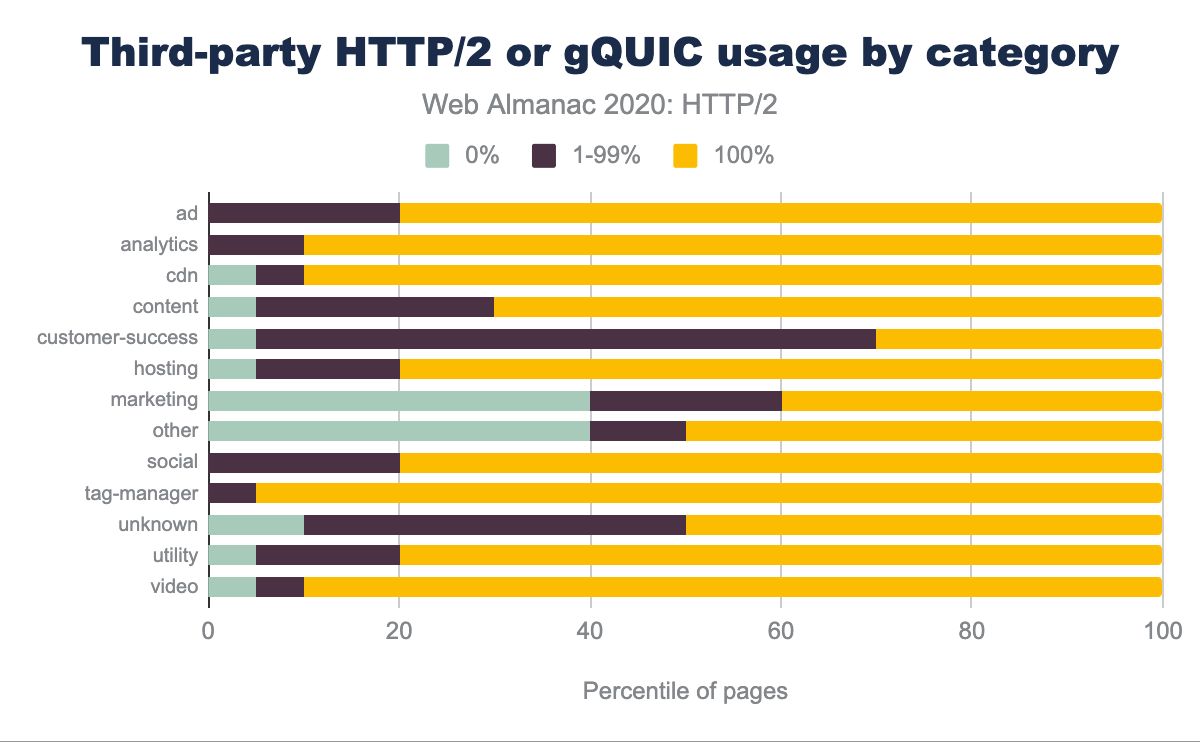 Third-party HTTP/2 or gQUIC usage by category
Web Almanac 2020: HTTP/2
0% 1-99% 100%
ad
analytics
cdn
content
customer-success
hosting
marketing
other
social
tag-manager
unknown
utility
video
0 20 40 60 80 100
Percentile of pages